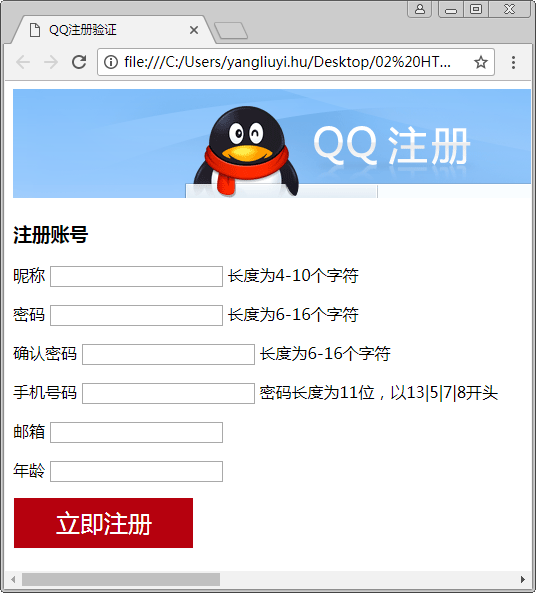 QQ注册验证
file:///C:/Users/yangliuyi.hu/Desktop/02%20HT...
QQ 注册
注册账号
昵称 长度为4-10个字符
密码 长度为6-16个字符
确认密码 长度为6-16个字符
手机号码 密码长度为11位，以13|5|7|8开头
邮箱
年龄
立即注册